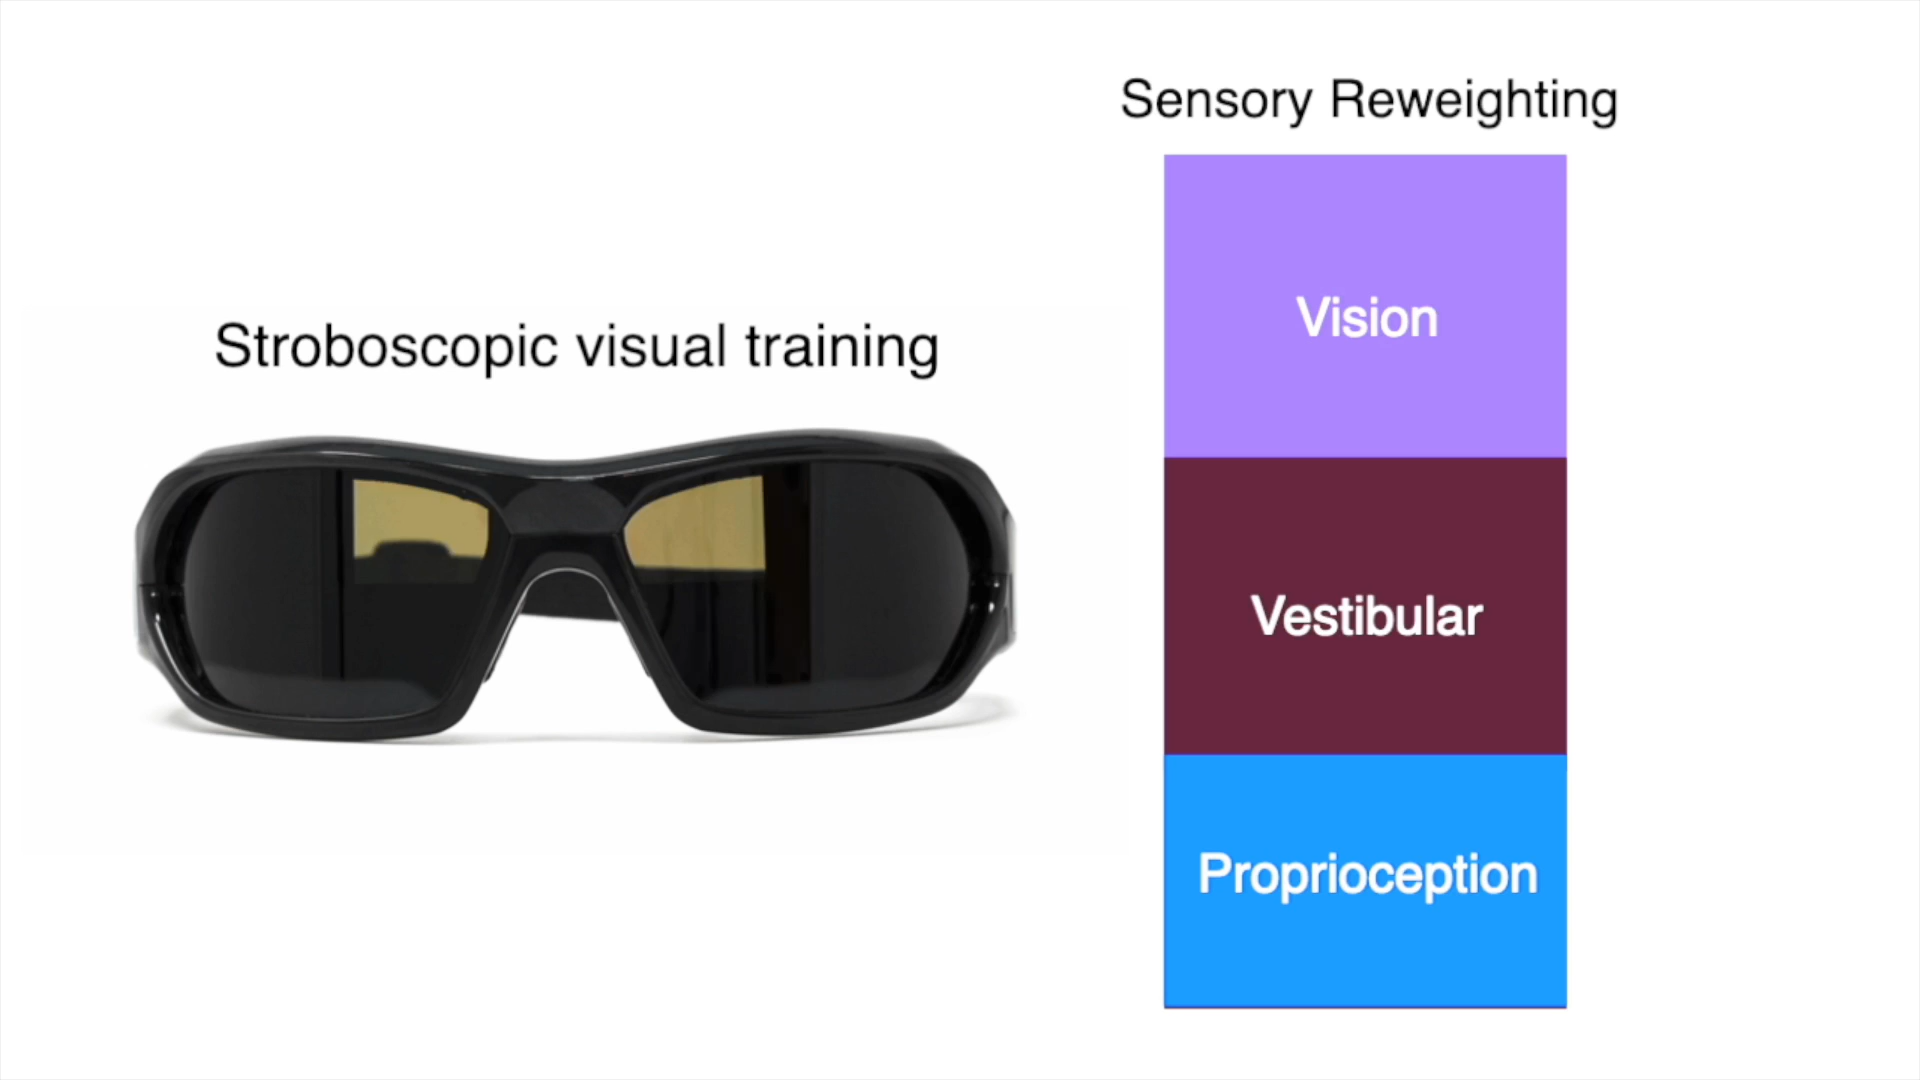 Stroboscopic visual training
Sensory Reweighting
Vision
Vestibular
Proprioception